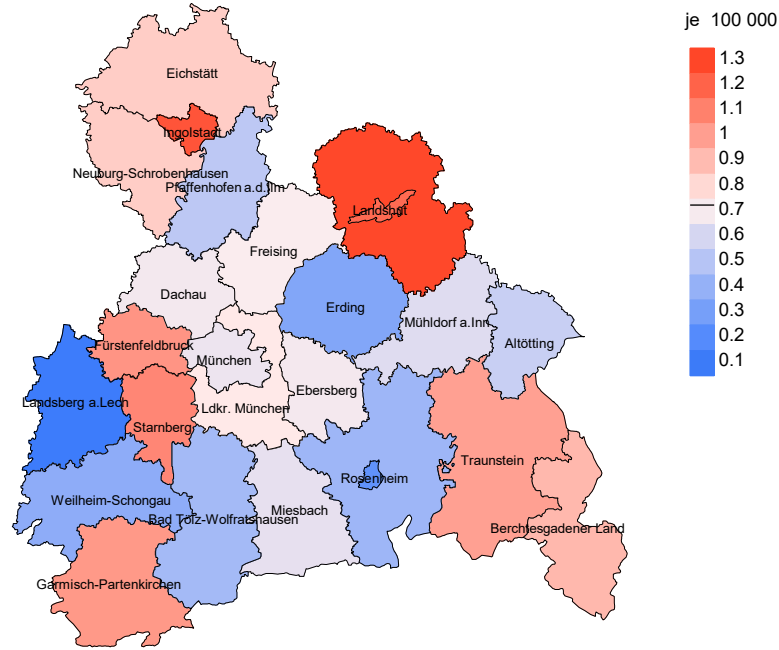 je 100 000
1.3
1.2
1.1
1
0.9
0.8
0.7
0.6
0.5
0.4
0.3
0.2
0.1
Eichstätt
Ingolstadt
Neuburg-Schrobenhausen
Pfaffenhofen a.d.Ilm
Landshut
Freising
Dachau
Erding
Mühldorf a.Inn
Altötting
Fürstenfeldbruck
München
Ebersberg
Landsberg a.Lech
Ldkr. München
Starnberg
Traunstein
Rosenheim
Weilheim-Schongau
Miesbach
Bad Tölz-Wolfratshausen
Berchtesgadener Land
Garmisch-Partenkirchen